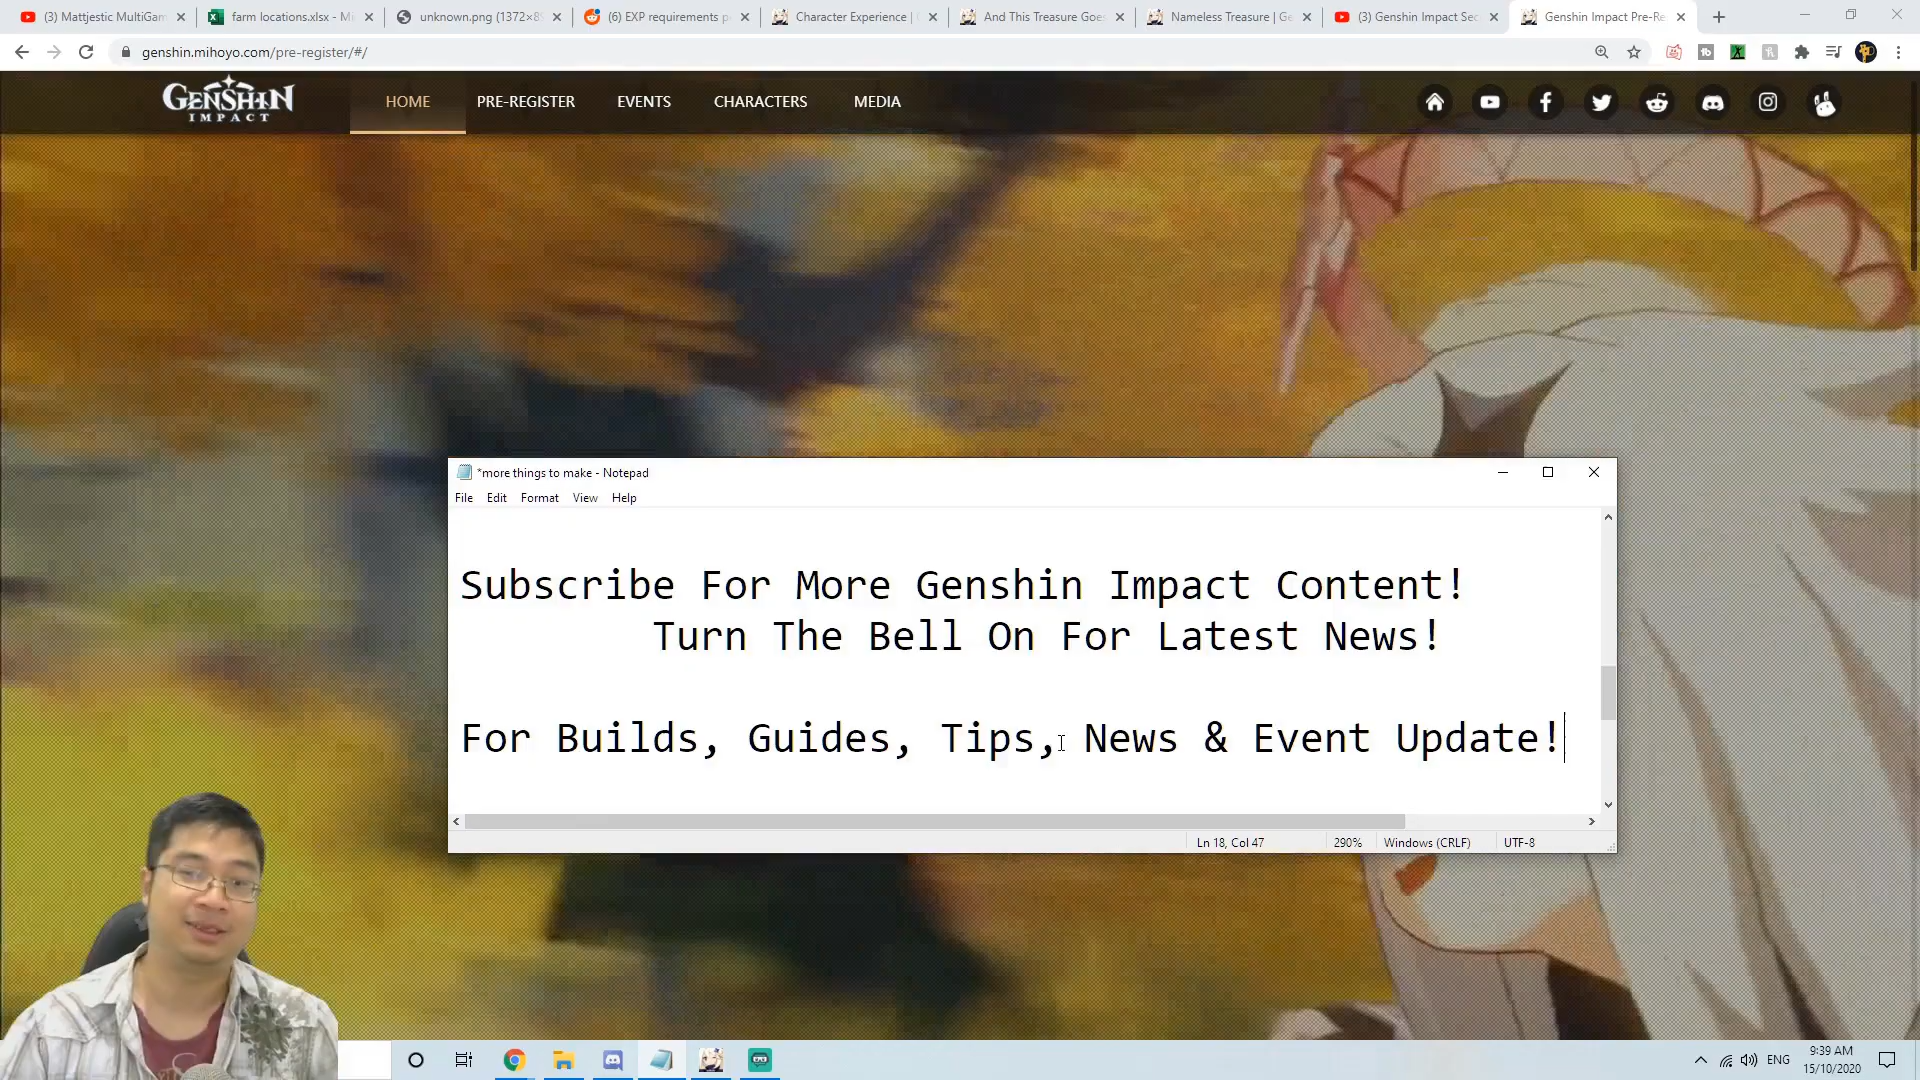 (3) Mattjestic MultiGam
farm locations.xlsx - Mi
unknown.png (1372×8
(6) EXP requirements p
Character Experience | 
And This Treasure Goes
Nameless Treasure | Ge
(3) Genshin Impact Sec
Genshin Impact Pre-Re
genshin.mihoyo.com/pre-register/#/
GENSHIN
IMPACT
HOME
PRE-REGISTER
EVENTS
CHARACTERS
MEDIA
*more things to make - Notepad
File Edit Format View Help
Subscribe For More Genshin Impact Content!
Turn The Bell On For Latest News!
For Builds, Guides, Tips, News & Event Update!
Ln 18, Col 47
290%
Windows (CRLF)
UTF-8
ENG
9:39 AM
15/10/2020